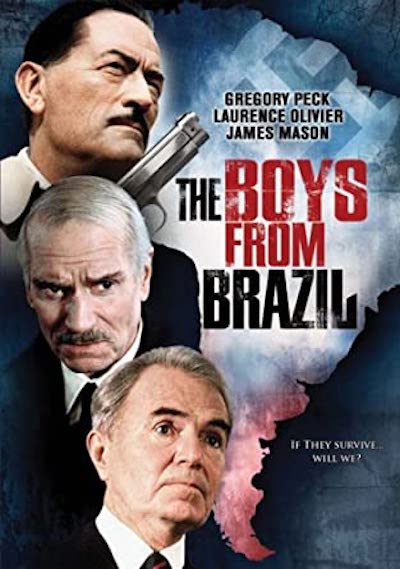 GREGORY PECK
LAURENCE OLIVIER
JAMES MASON
THE BOYS
FROM
BRAZIL
IF THEY SURVIVE...
WILL WE?